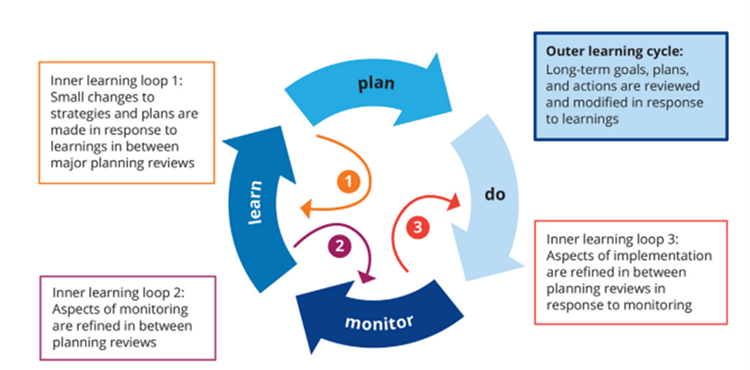 Inner learning loop 1:
Small changes to
strategies and plans are
made in response to
learnings in between
major planning reviews
plan
Outer learning cycle:
Long-term goals, plans,
and actions are reviewed
and modified in response
to learnings
learn
1
do
2
3
Inner learning loop 2:
Aspects of monitoring
are refined in between
planning reviews
monitor
Inner learning loop 3:
Aspects of implementation
are refined in between
planning reviews in
response to monitoring